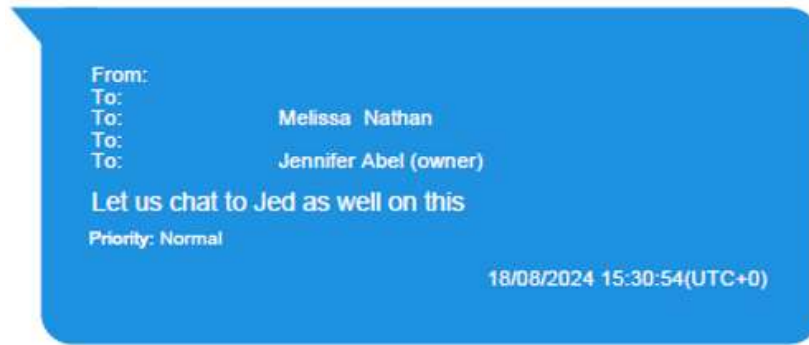 From:
To:
To: Melissa Nathan
To:
To: Jennifer Abel (owner)
Let us chat to Jed as well on this
Priority: Normal
18/08/2024 15:30:54(UTC+0)